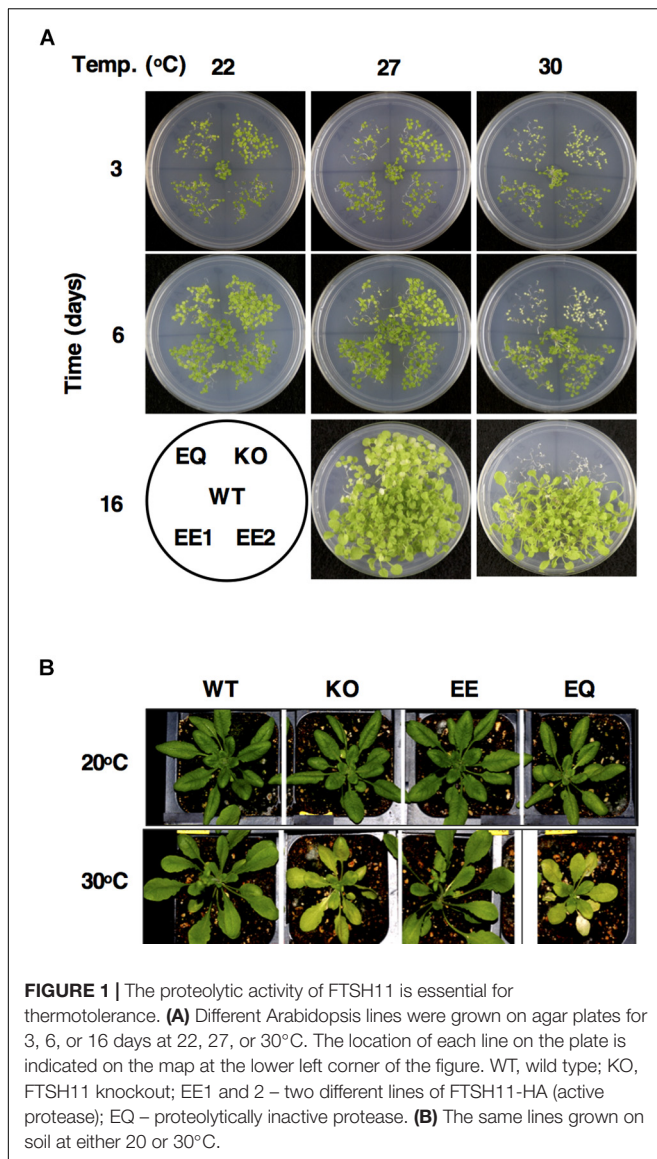 A
Temp. (°C) 22 27 30
3
Time (days)
6
16
EQ KO
WT
EE1 EE2
B
WT KO EE EQ
20°C
30°C
FIGURE 1 | The proteolytic activity of FTSH11 is essential for
thermotolerance. (A) Different Arabidopsis lines were grown on agar plates for
3, 6, or 16 days at 22, 27, or 30°C. The location of each line on the plate is
indicated on the map at the lower left corner of the figure. WT, wild type; KO,
FTSH11 knockout; EE1 and 2 – two different lines of FTSH11-HA (active
protease); EQ – proteolytically inactive protease. (B) The same lines grown on
soil at either 20 or 30°C.